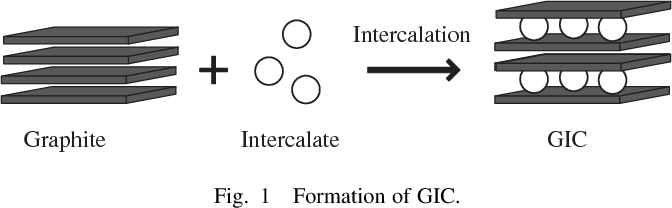 Intercalation
Graphite
Intercalate
GIC
Fig. 1 Formation of GIC.